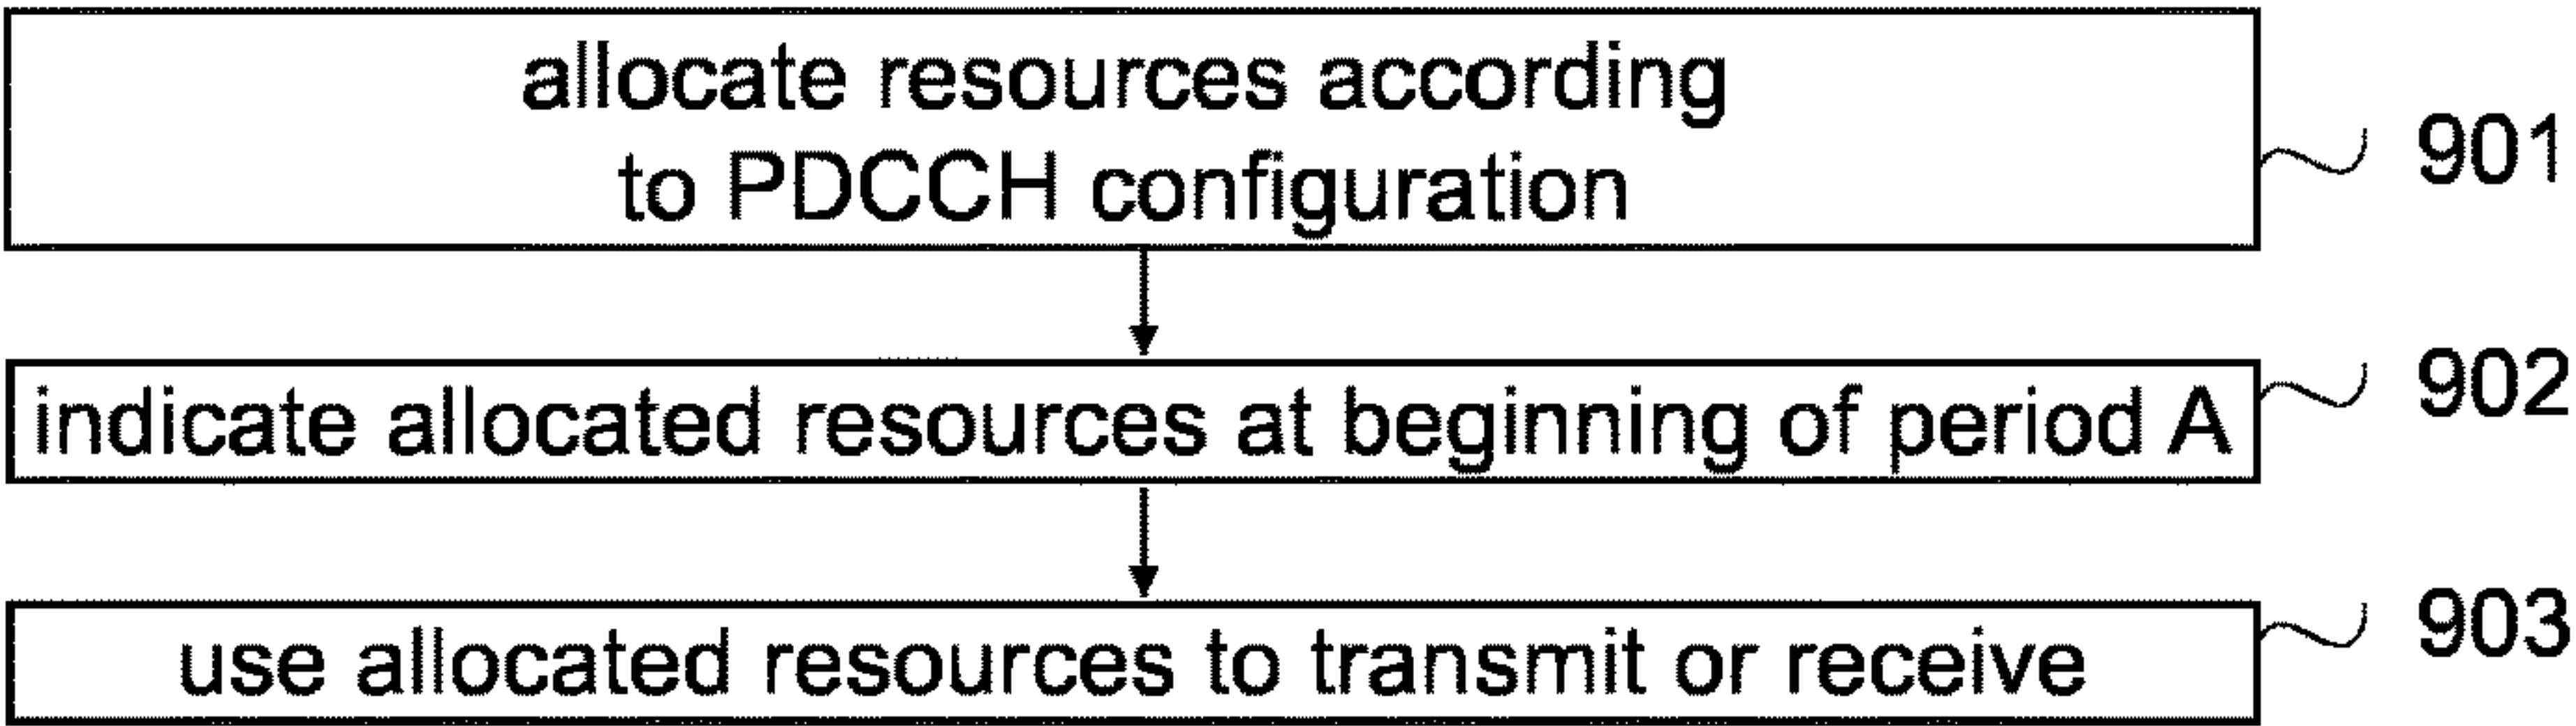 allocate resources according
to PDCCH configuration
901
indicate allocated resources at beginning of period A
902
use allocated resources to transmit or receive
903